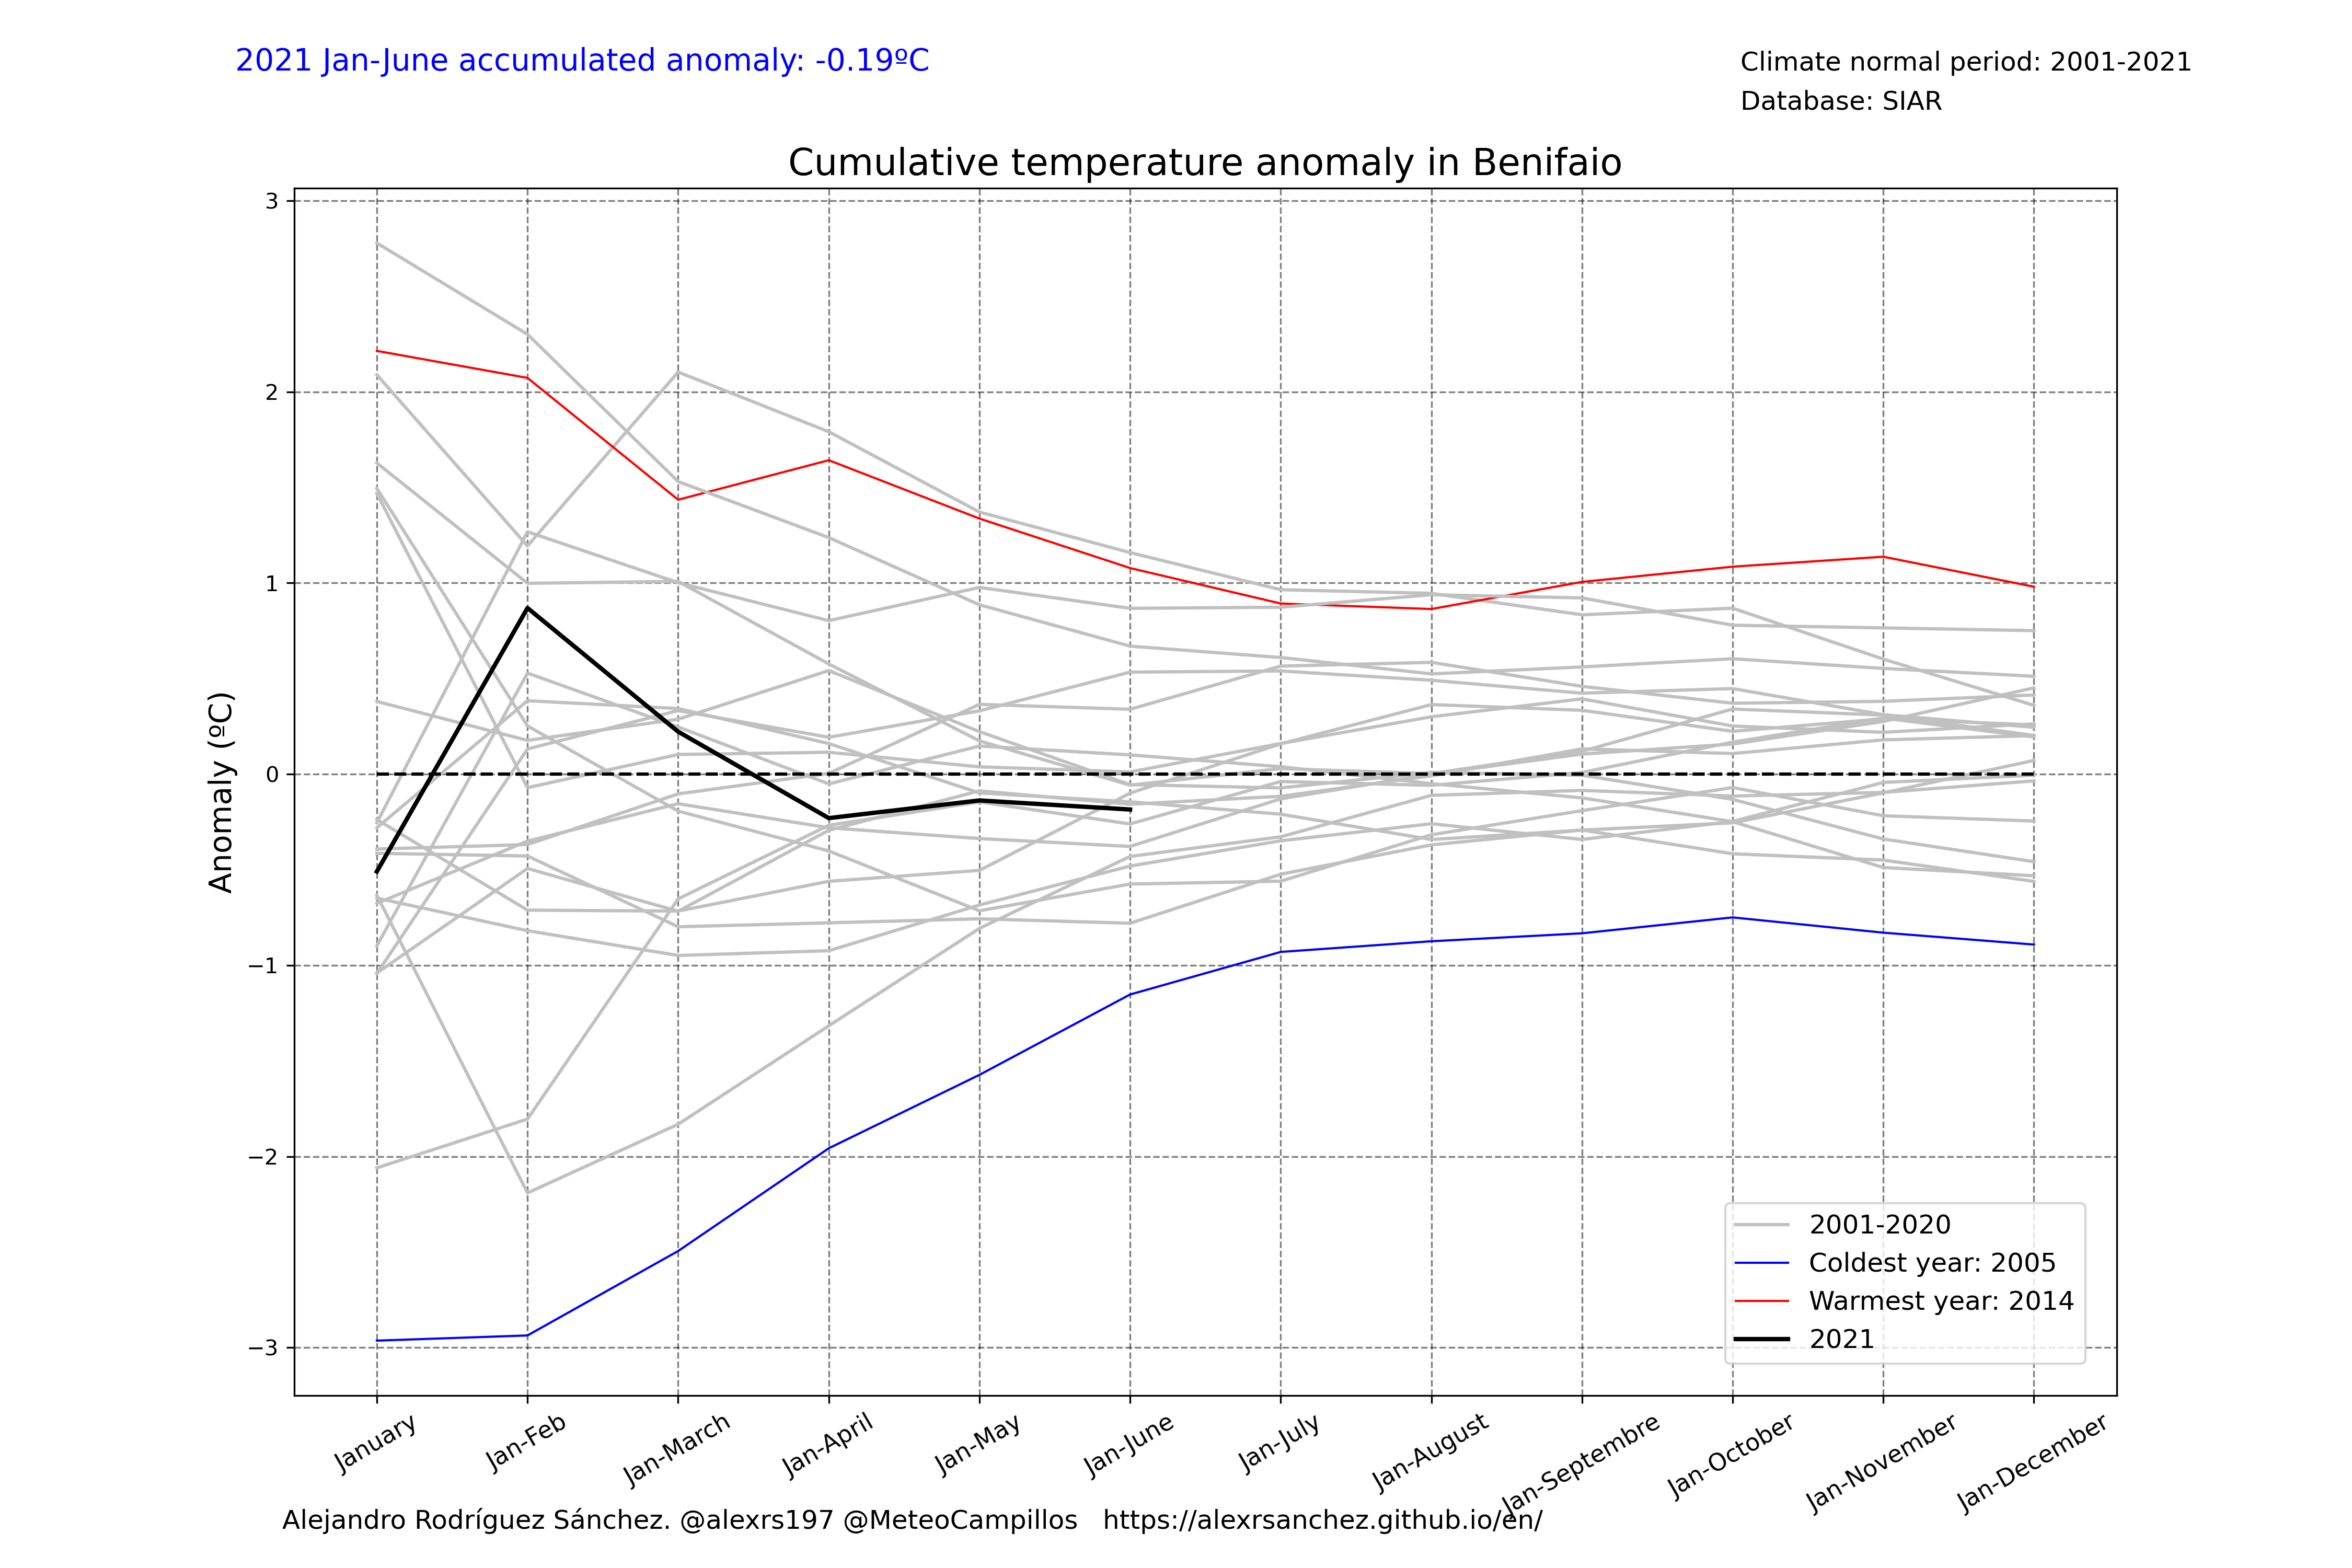 2021 Jan-June accumulated anomaly: -0.19ºC
Climate normal period: 2001-2021
Database: SIAR
Cumulative temperature anomaly in Benifaio
Anomaly (ºC)
3
2
1
0
−1
−2
−3
2001-2020
Coldest year: 2005
Warmest year: 2014
2021
January
Jan-Feb
Jan-March
Jan-April
Jan-May
Jan-June
Jan-July
Jan-August
Jan-Septembre
Jan-October
Jan-November
Jan-December
Alejandro Rodríguez Sánchez. @alexrs197 @MeteoCampillos https://alexrsanchez.github.io/en/